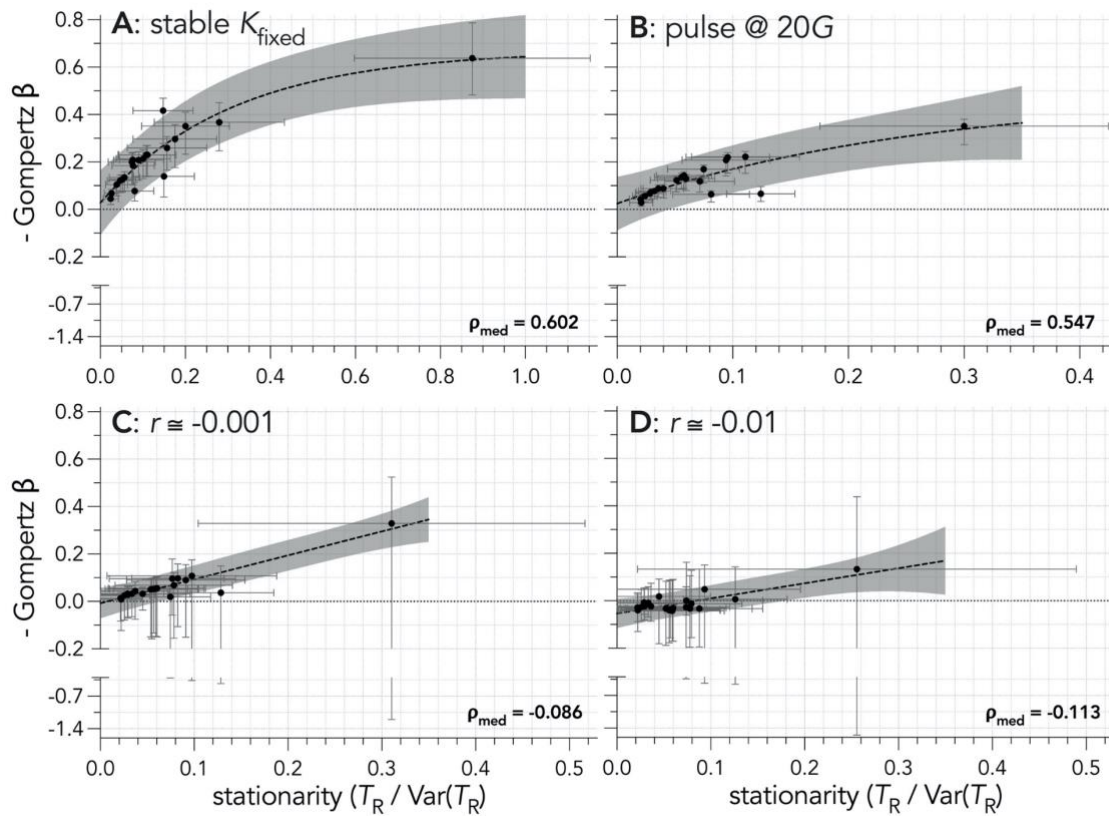 A: stable Kfixed
B: pulse @ 20G
0.8
0.6
0.4
0.2
0.0
-0.2
-0.7
-1.4
- Gompertz β
ρmed = 0.602
ρmed = 0.547
0.0 0.2 0.4 0.6 0.8 1.0
0.0 0.1 0.2 0.3 0.4
C: r ≅ -0.001
D: r ≅ -0.01
0.8
0.6
0.4
0.2
0.0
-0.2
-0.7
-1.4
- Gompertz β
ρmed = -0.086
ρmed = -0.113
0.0 0.1 0.2 0.3 0.4 0.5
0.0 0.1 0.2 0.3 0.4 0.5
stationarity (TR / Var(TR)
stationarity (TR / Var(TR)